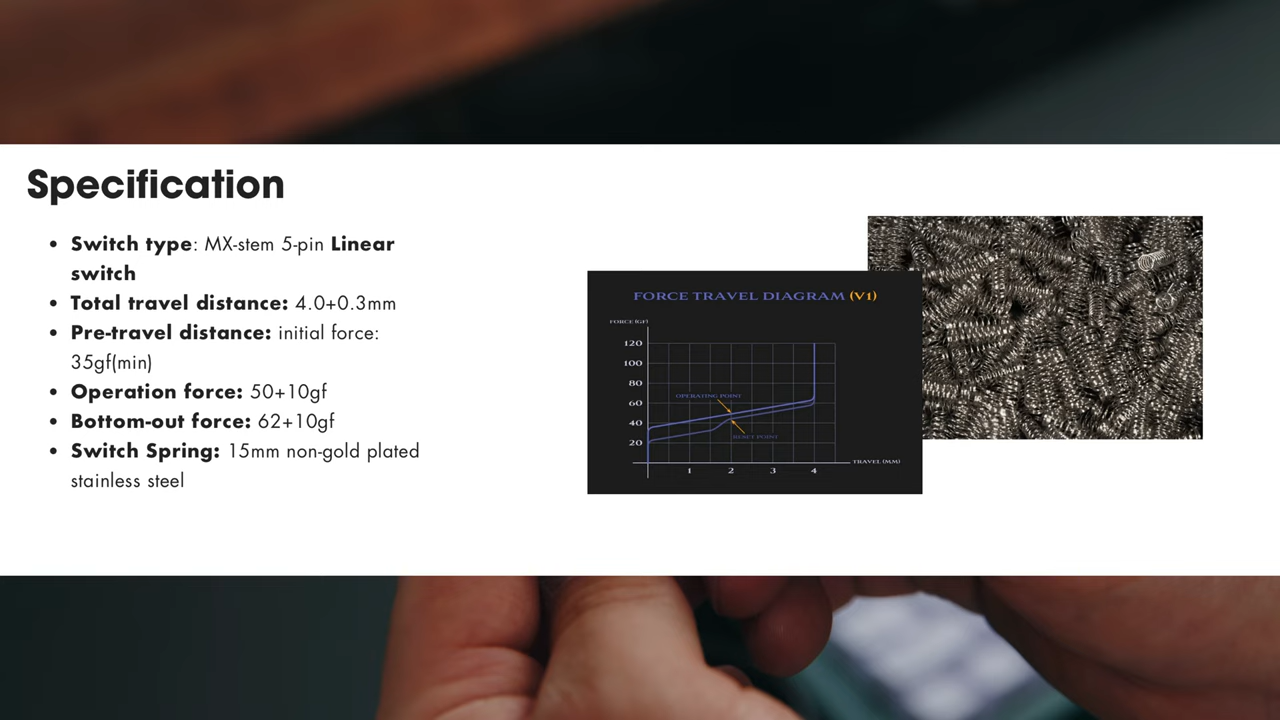 Specification
• Switch type: MX-stem 5-pin Linear
switch
• Total travel distance: 4.0+0.3mm
• Pre-travel distance: initial force:
35gf(min)
• Operation force: 50+10gf
• Bottom-out force: 62+10gf
• Switch Spring: 15mm non-gold plated
stainless steel
FORCE TRAVEL DIAGRAM (V1)
FORCE (GF)
120
100
80
60
40
20
OPERATING POINT
RESET POINT
1 2 3 4
TRAVEL (MM)